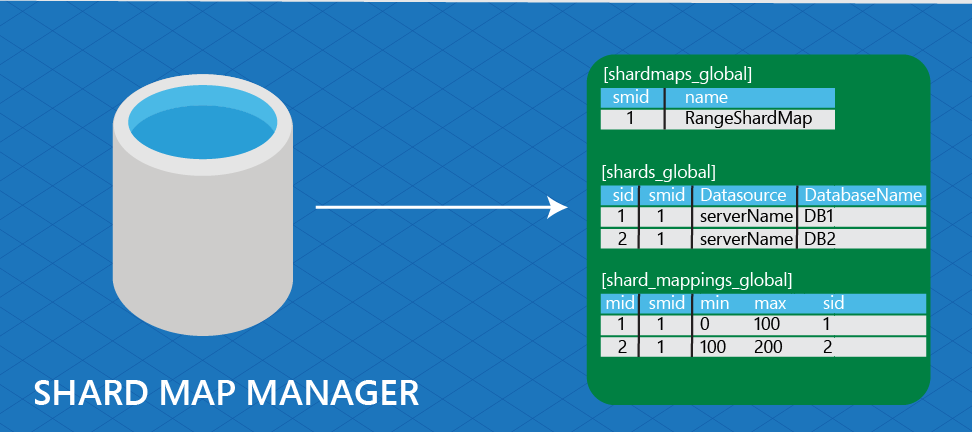 [shardmaps_global]
smid name
1 RangeShardMap
[shards_global]
sid smid Datasource DatabaseName
1 1 serverName DB1
2 1 serverName DB2
[shard_mappings_global]
mid smid min max sid
1 1 0 100 1
2 1 100 200 2
SHARD MAP MANAGER